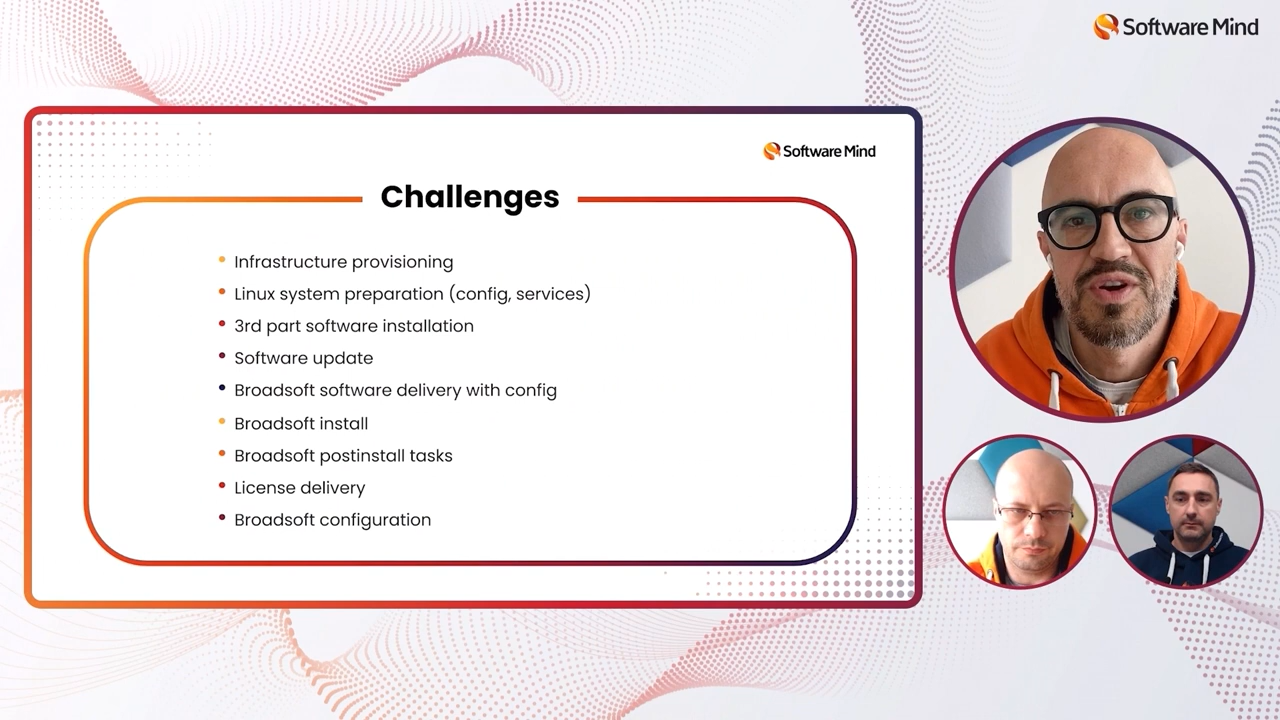 Software Mind
Software Mind
Challenges
Infrastructure provisioning
Linux system preparation (config, services)
3rd part software installation
Software update
Broadsoft software delivery with config
Broadsoft install
Broadsoft postinstall tasks
License delivery
Broadsoft configuration